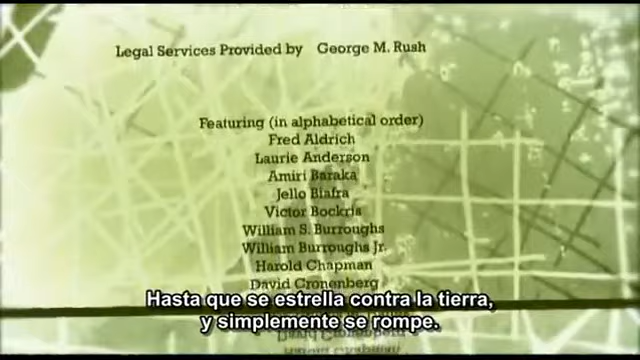 Legal Services Provided by George M. Rush
Featuring (in alphabetical order)
Fred Aldrich
Laurie Anderson
Amiri Baraka
Jello Biafra
Victor Bockris
William S. Burroughs
William Burroughs Jr.
Harold Chapman
David Cronenberg
Hasta que se estrella contra la tierra,
y simplemente se rompe.